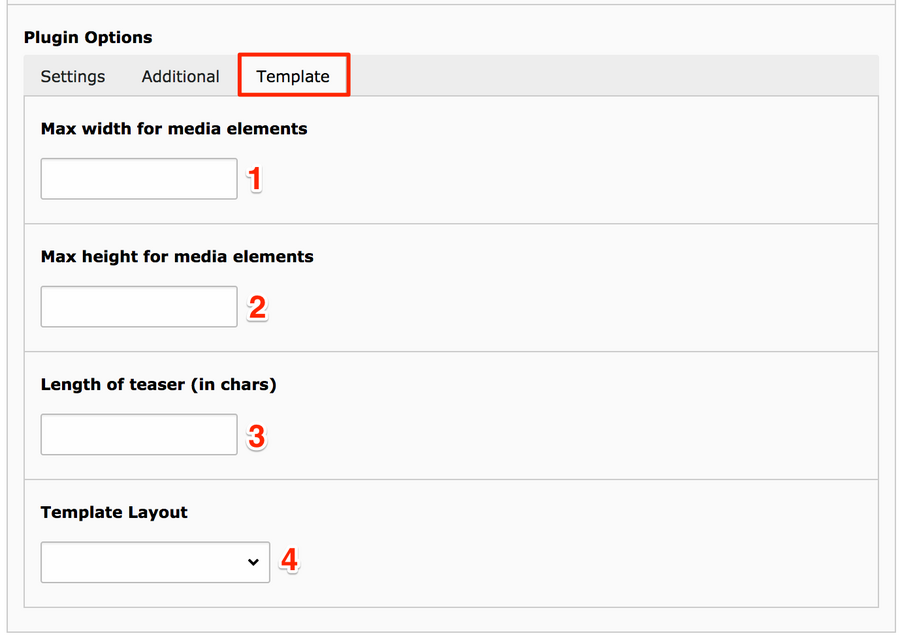 Plugin Options
Settings Additional Template
Max width for media elements
1
Max height for media elements
2
Length of teaser (in chars)
3
Template Layout
4